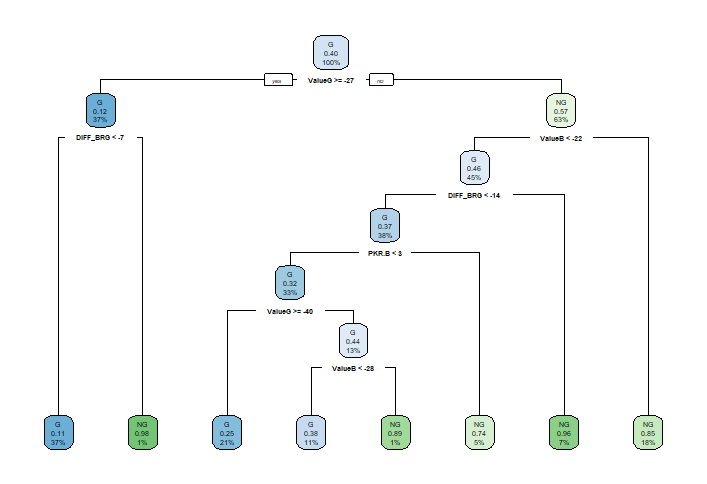 G
0.40
100%
yes
ValueG >= -27
no
G
0.12
37%
NG
0.57
63%
DIFF_BRG < -7
ValueB < -22
G
0.46
45%
DIFF_BRG < -14
G
0.37
38%
PKR.B < 3
G
0.32
33%
ValueG >= -40
G
0.44
13%
ValueB < -28
G
0.11
37%
NG
0.98
1%
G
0.25
21%
G
0.38
11%
NG
0.89
1%
NG
0.74
5%
NG
0.96
7%
NG
0.85
18%